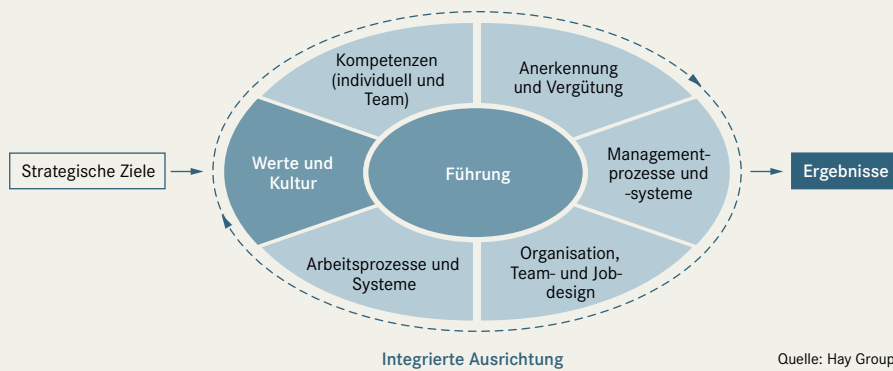 Kompetenzen
(individuell und
Team)
Anerkennung
und Vergütung
Strategische Ziele
Werte und
Kultur
Führung
Management-
prozesse und
-systeme
Ergebnisse
Arbeitsprozesse und
Systeme
Organisation,
Team- und Job-
design
Integrierte Ausrichtung
Quelle: Hay Group